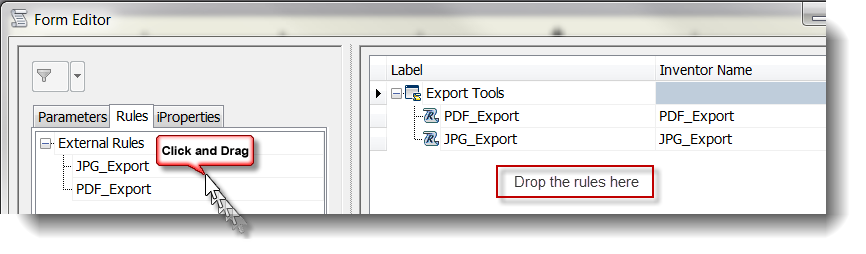 Form Editor
Parameters Rules iProperties
External Rules
JPG_Export
PDF_Export
Click and Drag
Label Inventor Name
Export Tools
PDF_Export PDF_Export
JPG_Export JPG_Export
Drop the rules here